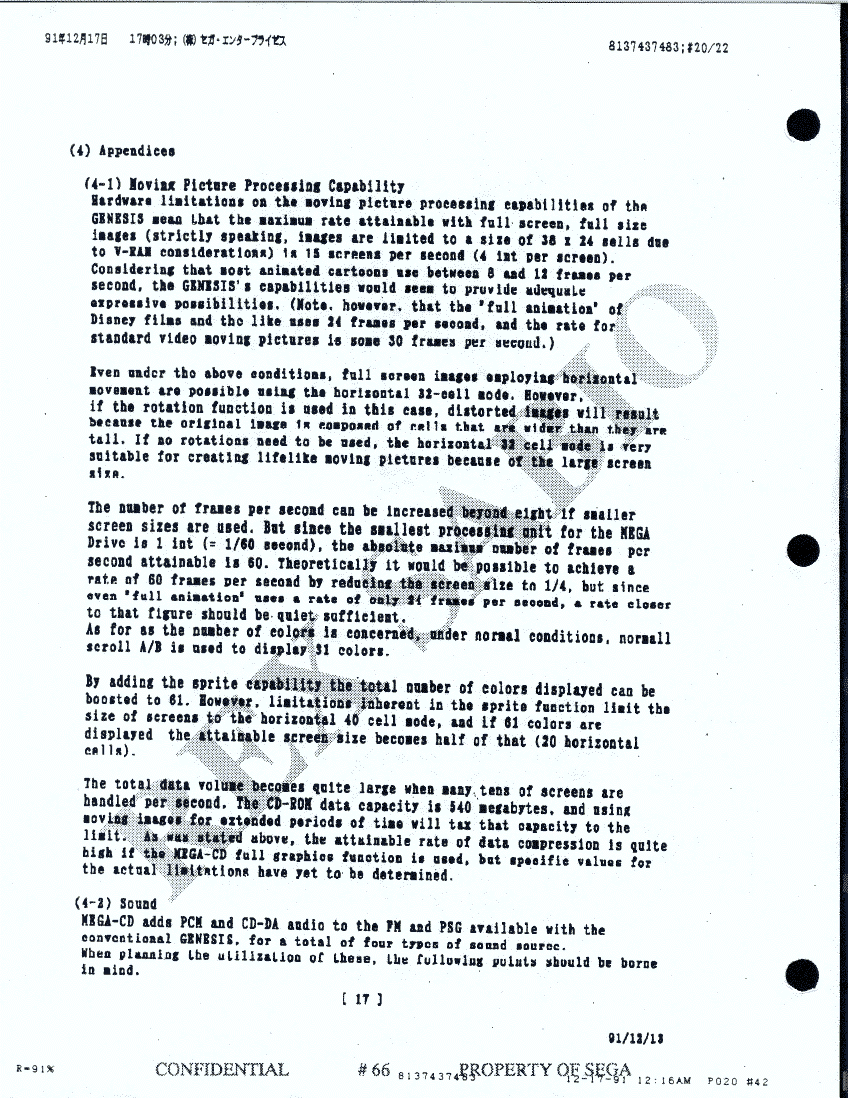 91年12月17日 17時03分; (株) セガ・エンタープライゼス
8137437483;#20/22
(4) Appendices
(4-1) Moving Picture Processing Capability
Hardware limitations on the moving picture processing capabilities of the
GENESIS mean that the maximum rate attainable with full screen, full size
images (strictly speaking, images are limited to a size of 38 x 24 sells due
to V-RAM considerations) is 15 screens per second (4 int per screen).
Considering that most animated cartoons use between 8 and 12 frames per
second, the GENESIS's capabilities would seem to provide adequate
expressive possibilities. (Note, however, that the "full animation" of
Disney films and the like uses 24 frames per second, and the rate for
standard video moving pictures is some 30 frames per second.)
Even under the above conditions, full screen images employing horizontal
movement are possible using the horizontal 32-cell mode. However,
if the rotation function is used in this case, distorted images will result
because the original image is composed of cells that are wider than they are
tall. If no rotations need to be used, the horizontal 32 cell mode is very
suitable for creating lifelike moving pictures because of the large screen
size.
The number of frames per second can be increased beyond eight if smaller
screen sizes are used. But since the smallest processing unit for the MEGA
Drive is 1 int (= 1/60 second), the absolute maximum number of frames per
second attainable is 60. Theoretically it would be possible to achieve a
rate of 60 frames per second by reducing the screen size to 1/4, but since
even "full animation" uses a rate of only 24 frames per second, a rate closer
to that figure should be quiet sufficient.
As for as the number of colors is concerned, under normal conditions, normall
scroll A/B is used to display 31 colors.
By adding the sprite capability the total number of colors displayed can be
boosted to 61. However, limitations inherent in the sprite function limit the
size of screens to the horizontal 40 cell mode, and if 61 colors are
displayed the attainable screen size becomes half of that (20 horizontal
cells).
The total data volume becomes quite large when many tens of screens are
handled per second. The CD-ROM data capacity is 540 megabytes, and using
moving images for extended periods of time will tax that capacity to the
limit. As was stated above, the attainable rate of data compression is quite
high if the MEGA-CD full graphics function is used, but specific values for
the actual limitations have yet to be determined.
(4-2) Sound
MEGA-CD adds PCM and CD-DA audio to the FM and PSG available with the
conventional GENESIS, for a total of four types of sound source.
When planning the utilization of these, the following points should be borne
in mind.
[ 17 ]
91/12/13
R=91% CONFIDENTIAL #66 8137437483 PROPERTY OF SEGA
12-17-91 12:16AM P020 #42